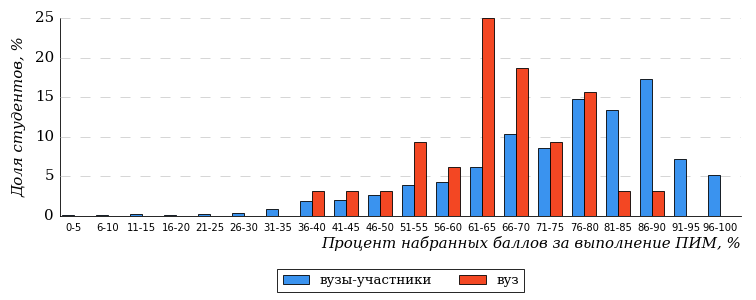 Доля студентов, %
25
20
15
10
5
0
0-5 6-10 11-15 16-20 21-25 26-30 31-35 36-40 41-45 46-50 51-55 56-60 61-65 66-70 71-75 76-80 81-85 86-90 91-95 96-100
Процент набранных баллов за выполнение ПИМ, %
вузы-участники вуз